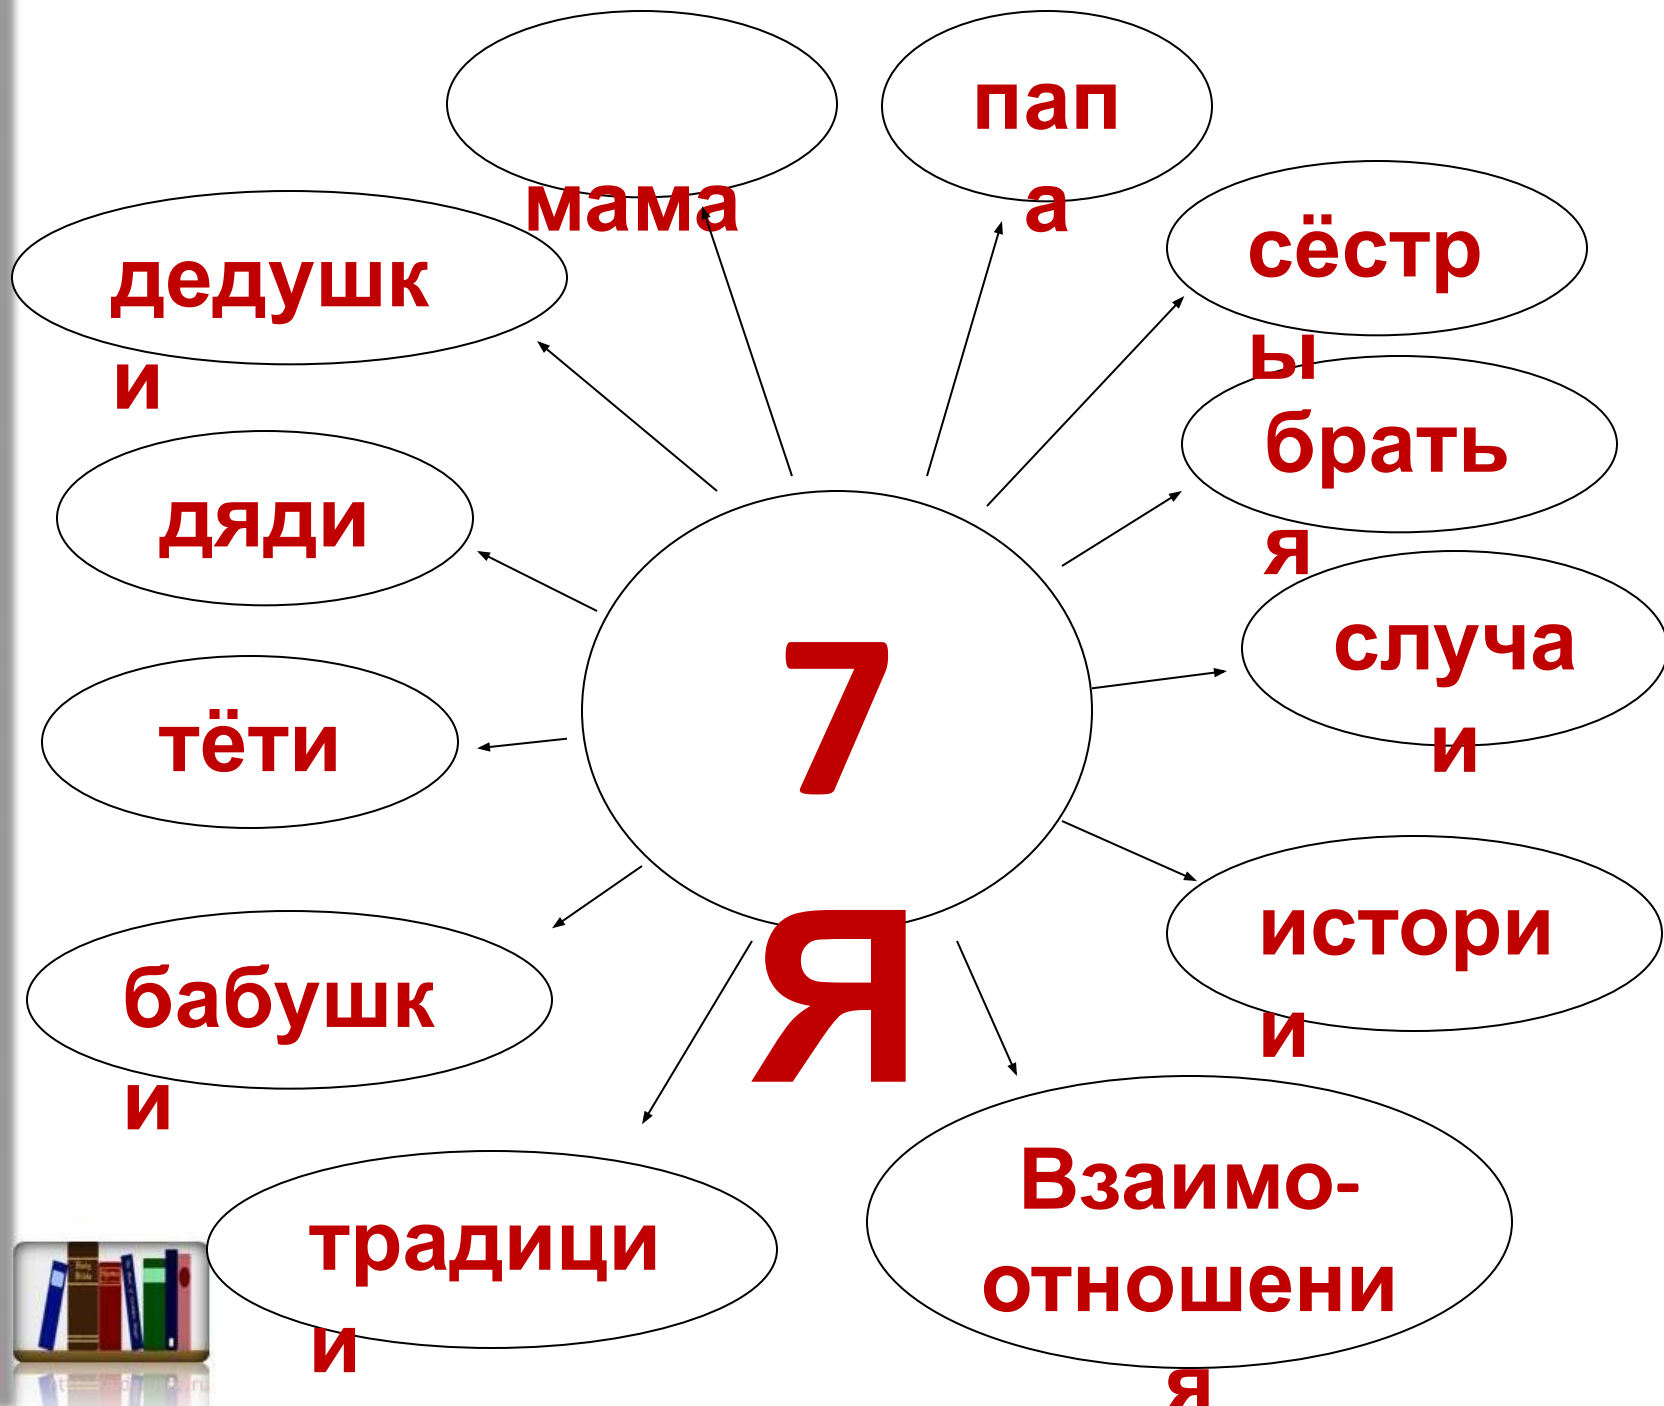 мама
пап
а
дедушк
и
сёстр
ы
брать
я
дяди
случа
и
7
Я
тёти
истори
и
бабушк
и
традици
и
Взаимо-
отношени
я